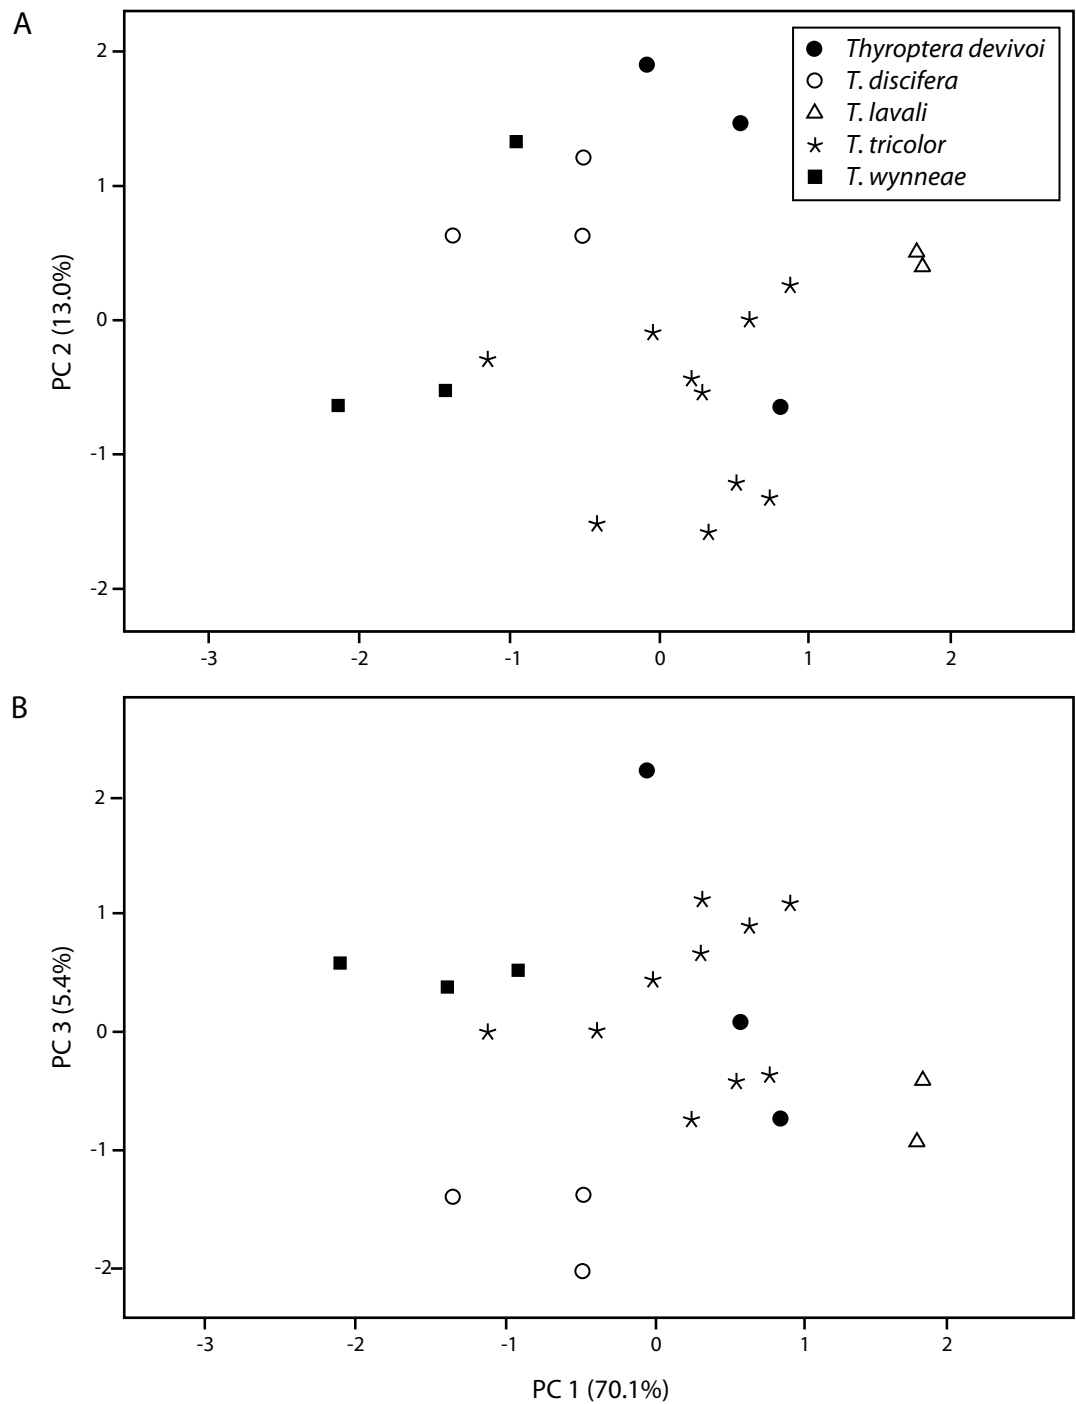 A
2
1
0
-1
-2
PC 2 (13.0%)
Thyroptera devivoi
T. discifera
T. lavali
T. tricolor
T. wynneae
-3 -2 -1 0 1 2
B
2
1
0
-1
-2
PC 3 (5.4%)
-3 -2 -1 0 1 2
PC 1 (70.1%)